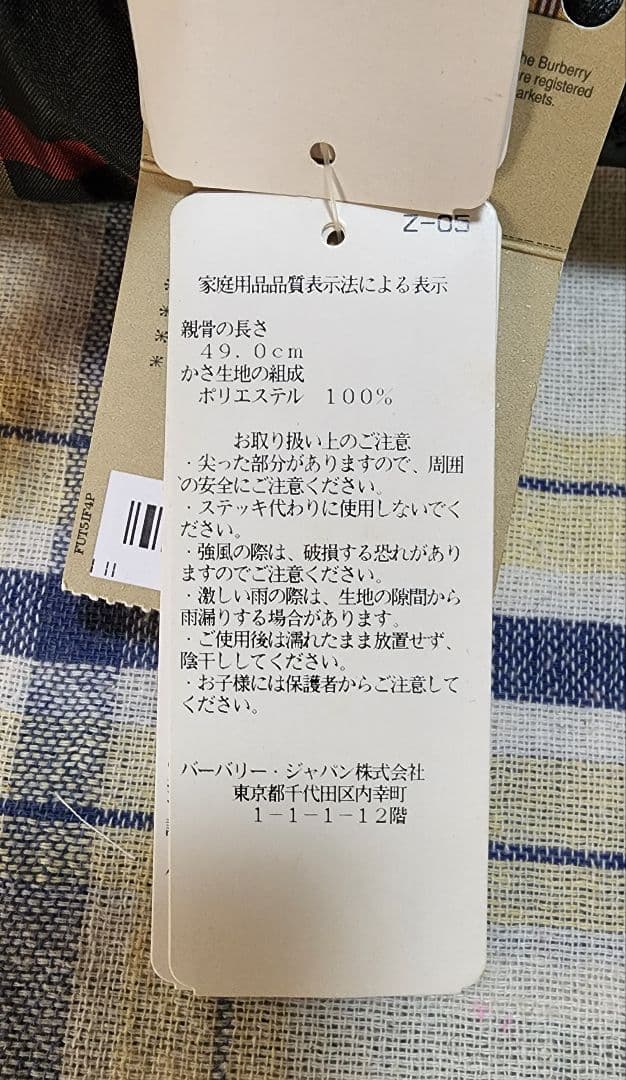 he Burberry
re registered
arkets.
Z-05
家庭用品品質表示法による表示
親骨の長さ
４９．０ｃｍ
かさ生地の組成
ポリエステル　１００％
お取り扱い上のご注意
・尖った部分がありますので、周囲
の安全にご注意ください。
・ステッキ代わりに使用しないでく
ださい。
・強風の際は、破損する恐れがあり
ますのでご注意ください。
・激しい雨の際は、生地の隙間から
雨漏りする場合があります。
・ご使用後は濡れたまま放置せず、
陰干ししてください。
・お子様には保護者からご注意して
ください。
バーバリー・ジャパン株式会社
東京都千代田区内幸町
１－１－１－１２階
FUT51F4P